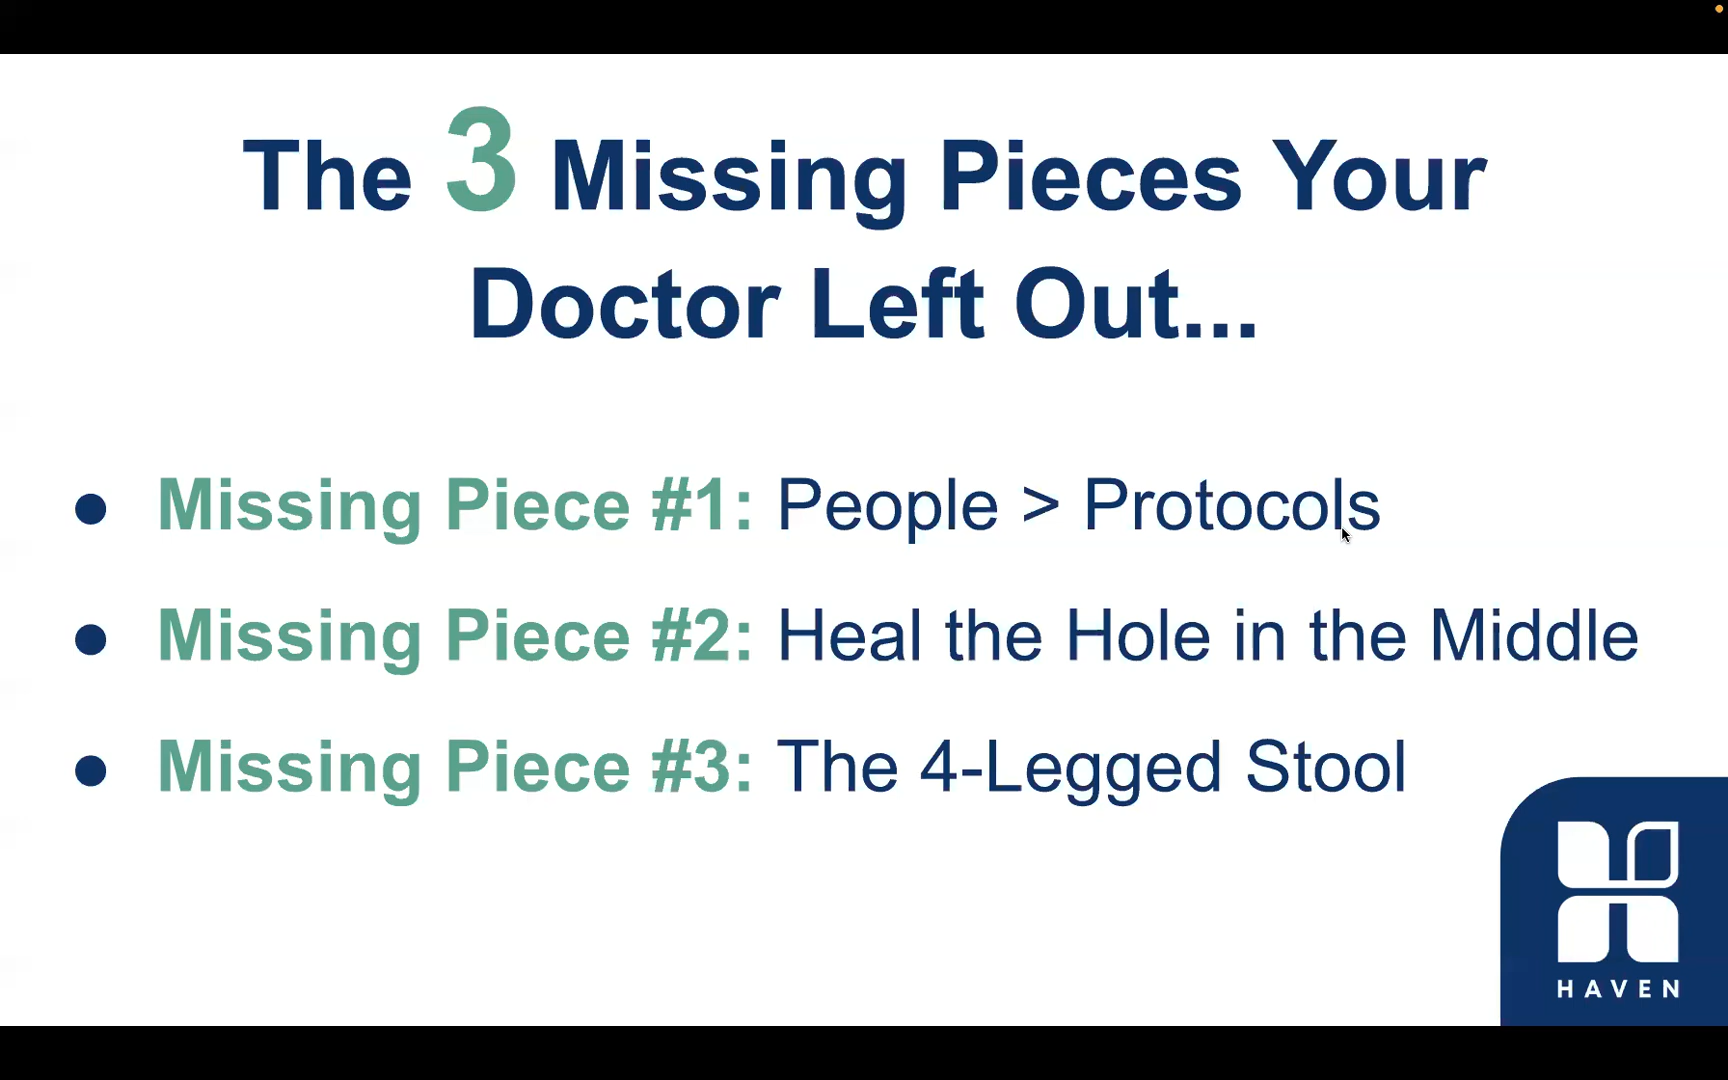 The 3 Missing Pieces Your
Doctor Left Out...
● Missing Piece #1: People > Protocols
● Missing Piece #2: Heal the Hole in the Middle
● Missing Piece #3: The 4-Legged Stool
HAVEN